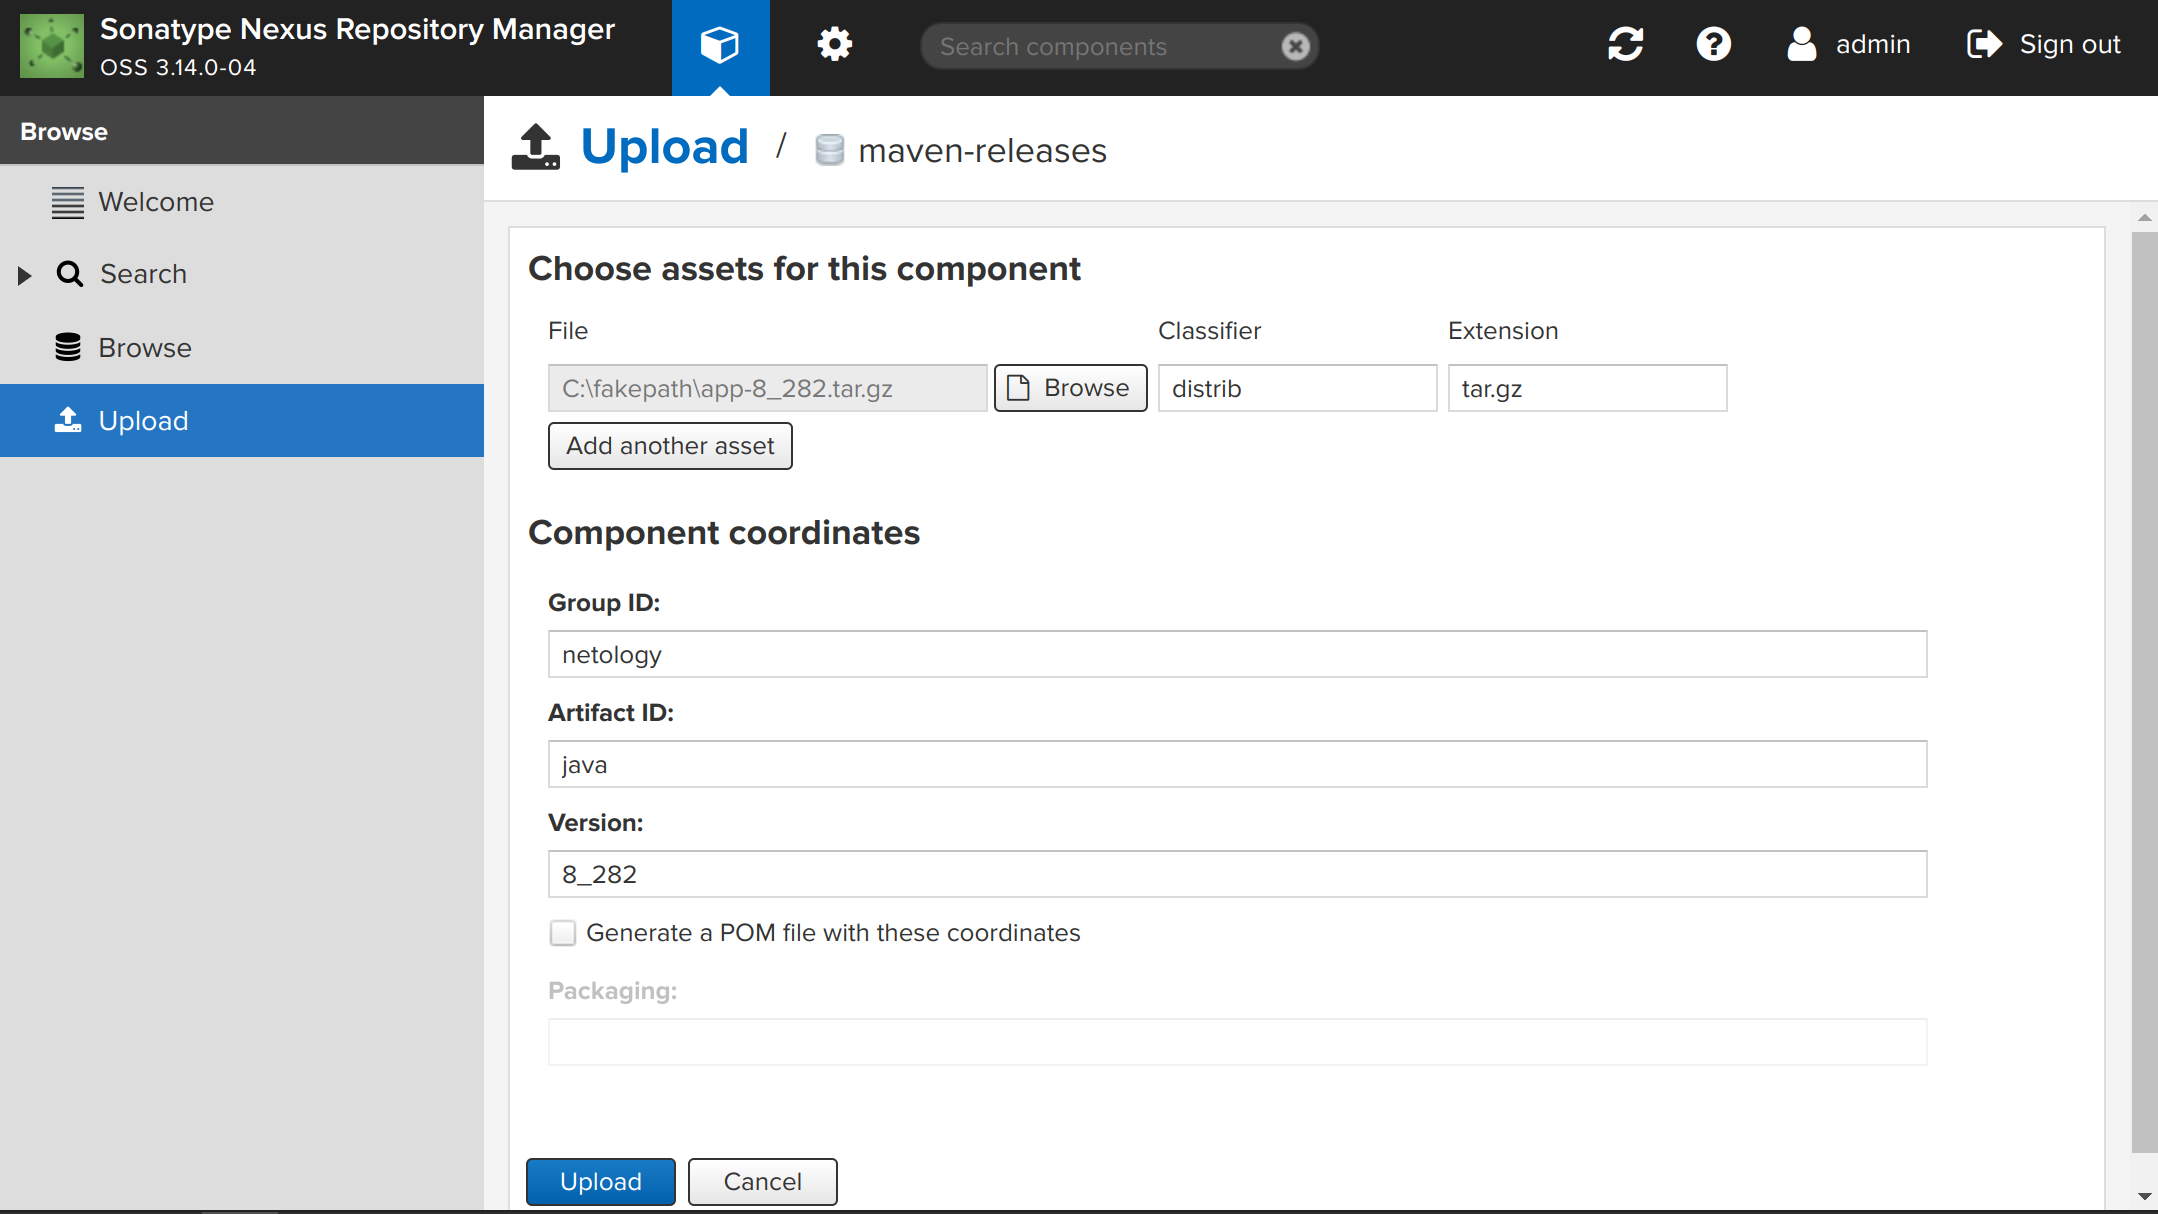 Sonatype Nexus Repository Manager
OSS 3.14.0-04
Search components
admin
Sign out
Browse
Welcome
Search
Browse
Upload
Upload / maven-releases
Choose assets for this component
File Classifier Extension
C:\fakepath\app-8_282.tar.gz Browse distrib tar.gz
Add another asset
Component coordinates
Group ID:
netology
Artifact ID:
java
Version:
8_282
Generate a POM file with these coordinates
Packaging:
Upload Cancel